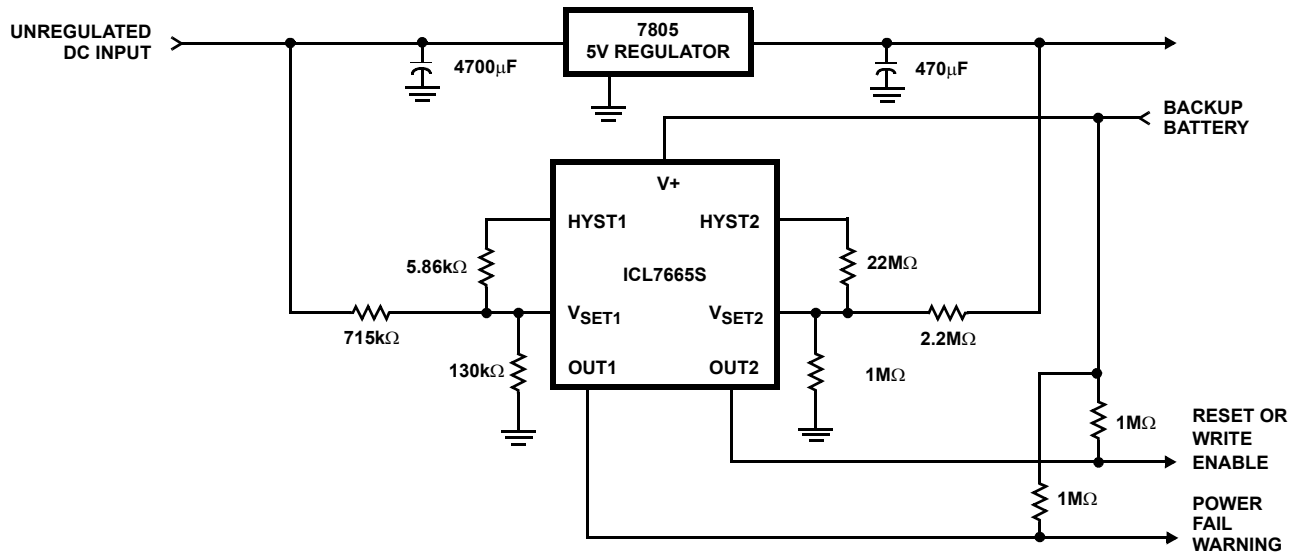 UNREGULATED
DC INPUT
7805
5V REGULATOR
4700μF
470μF
BACKUP
BATTERY
V+
HYST1
HYST2
5.86kΩ
ICL7665S
22MΩ
VSET1
VSET2
715kΩ
2.2MΩ
130kΩ
OUT1
OUT2
1MΩ
1MΩ
RESET OR
WRITE
ENABLE
1MΩ
POWER
FAIL
WARNING